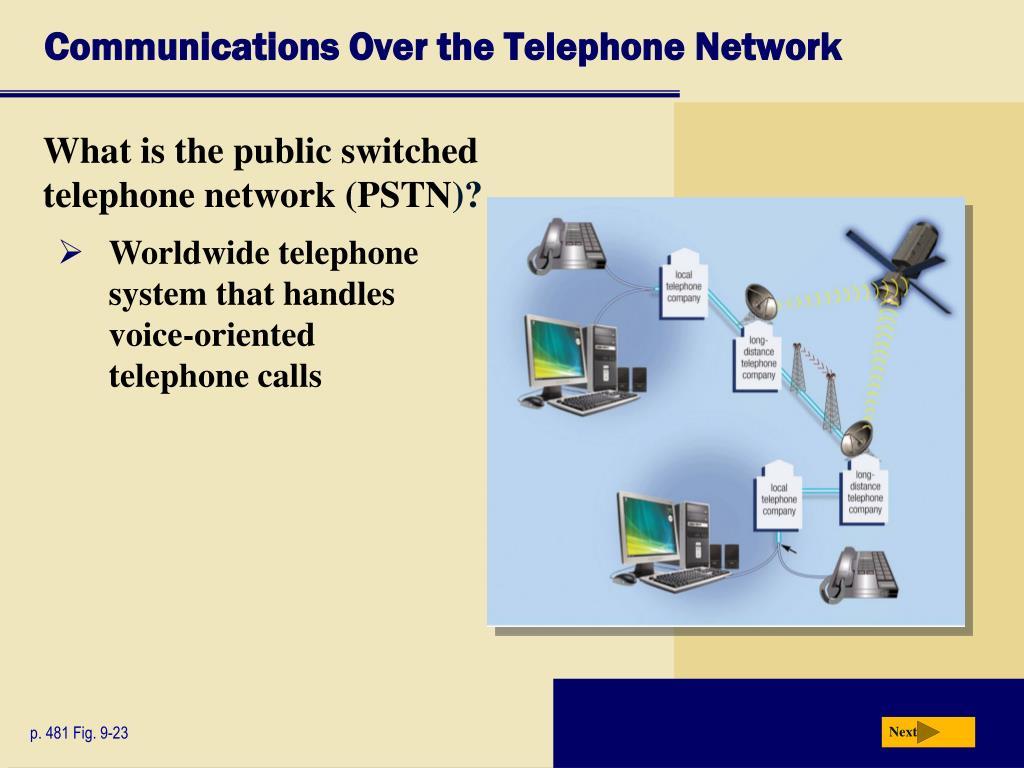 Communications Over the Telephone Network
What is the public switched
telephone network (PSTN)?
Worldwide telephone
system that handles
voice-oriented
telephone calls
local
telephone
company
long-
distance
telephone
company
local
telephone
company
long-
distance
telephone
company
p. 481 Fig. 9-23
Next